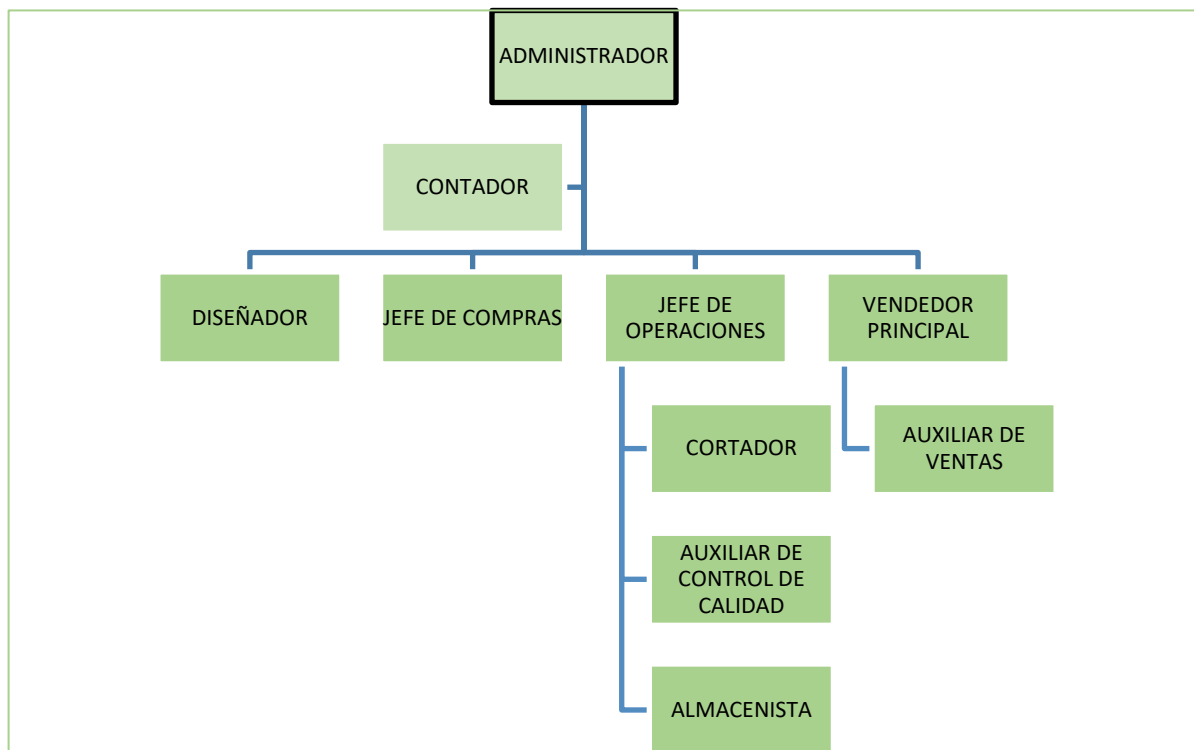 ADMINISTRADOR
CONTADOR
DISEÑADOR
JEFE DE COMPRAS
JEFE DE
OPERACIONES
VENDEDOR
PRINCIPAL
CORTADOR
AUXILIAR DE
VENTAS
AUXILIAR DE
CONTROL DE
CALIDAD
ALMACENISTA